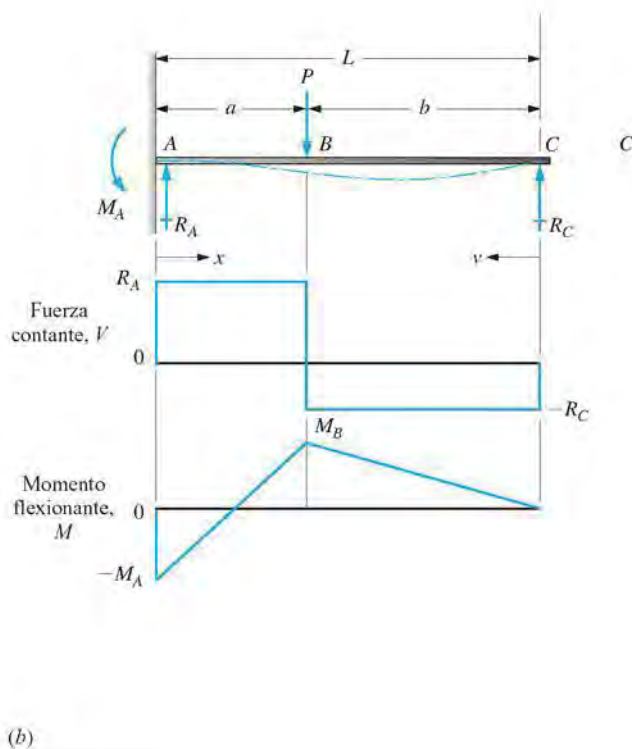 L
P
a b
A B C C
M_A
R_A R_C
x v
R_A
Fuerza
contante, V
0
−R_C
M_B
Momento
flexionante,
M
0
−M_A
(b)